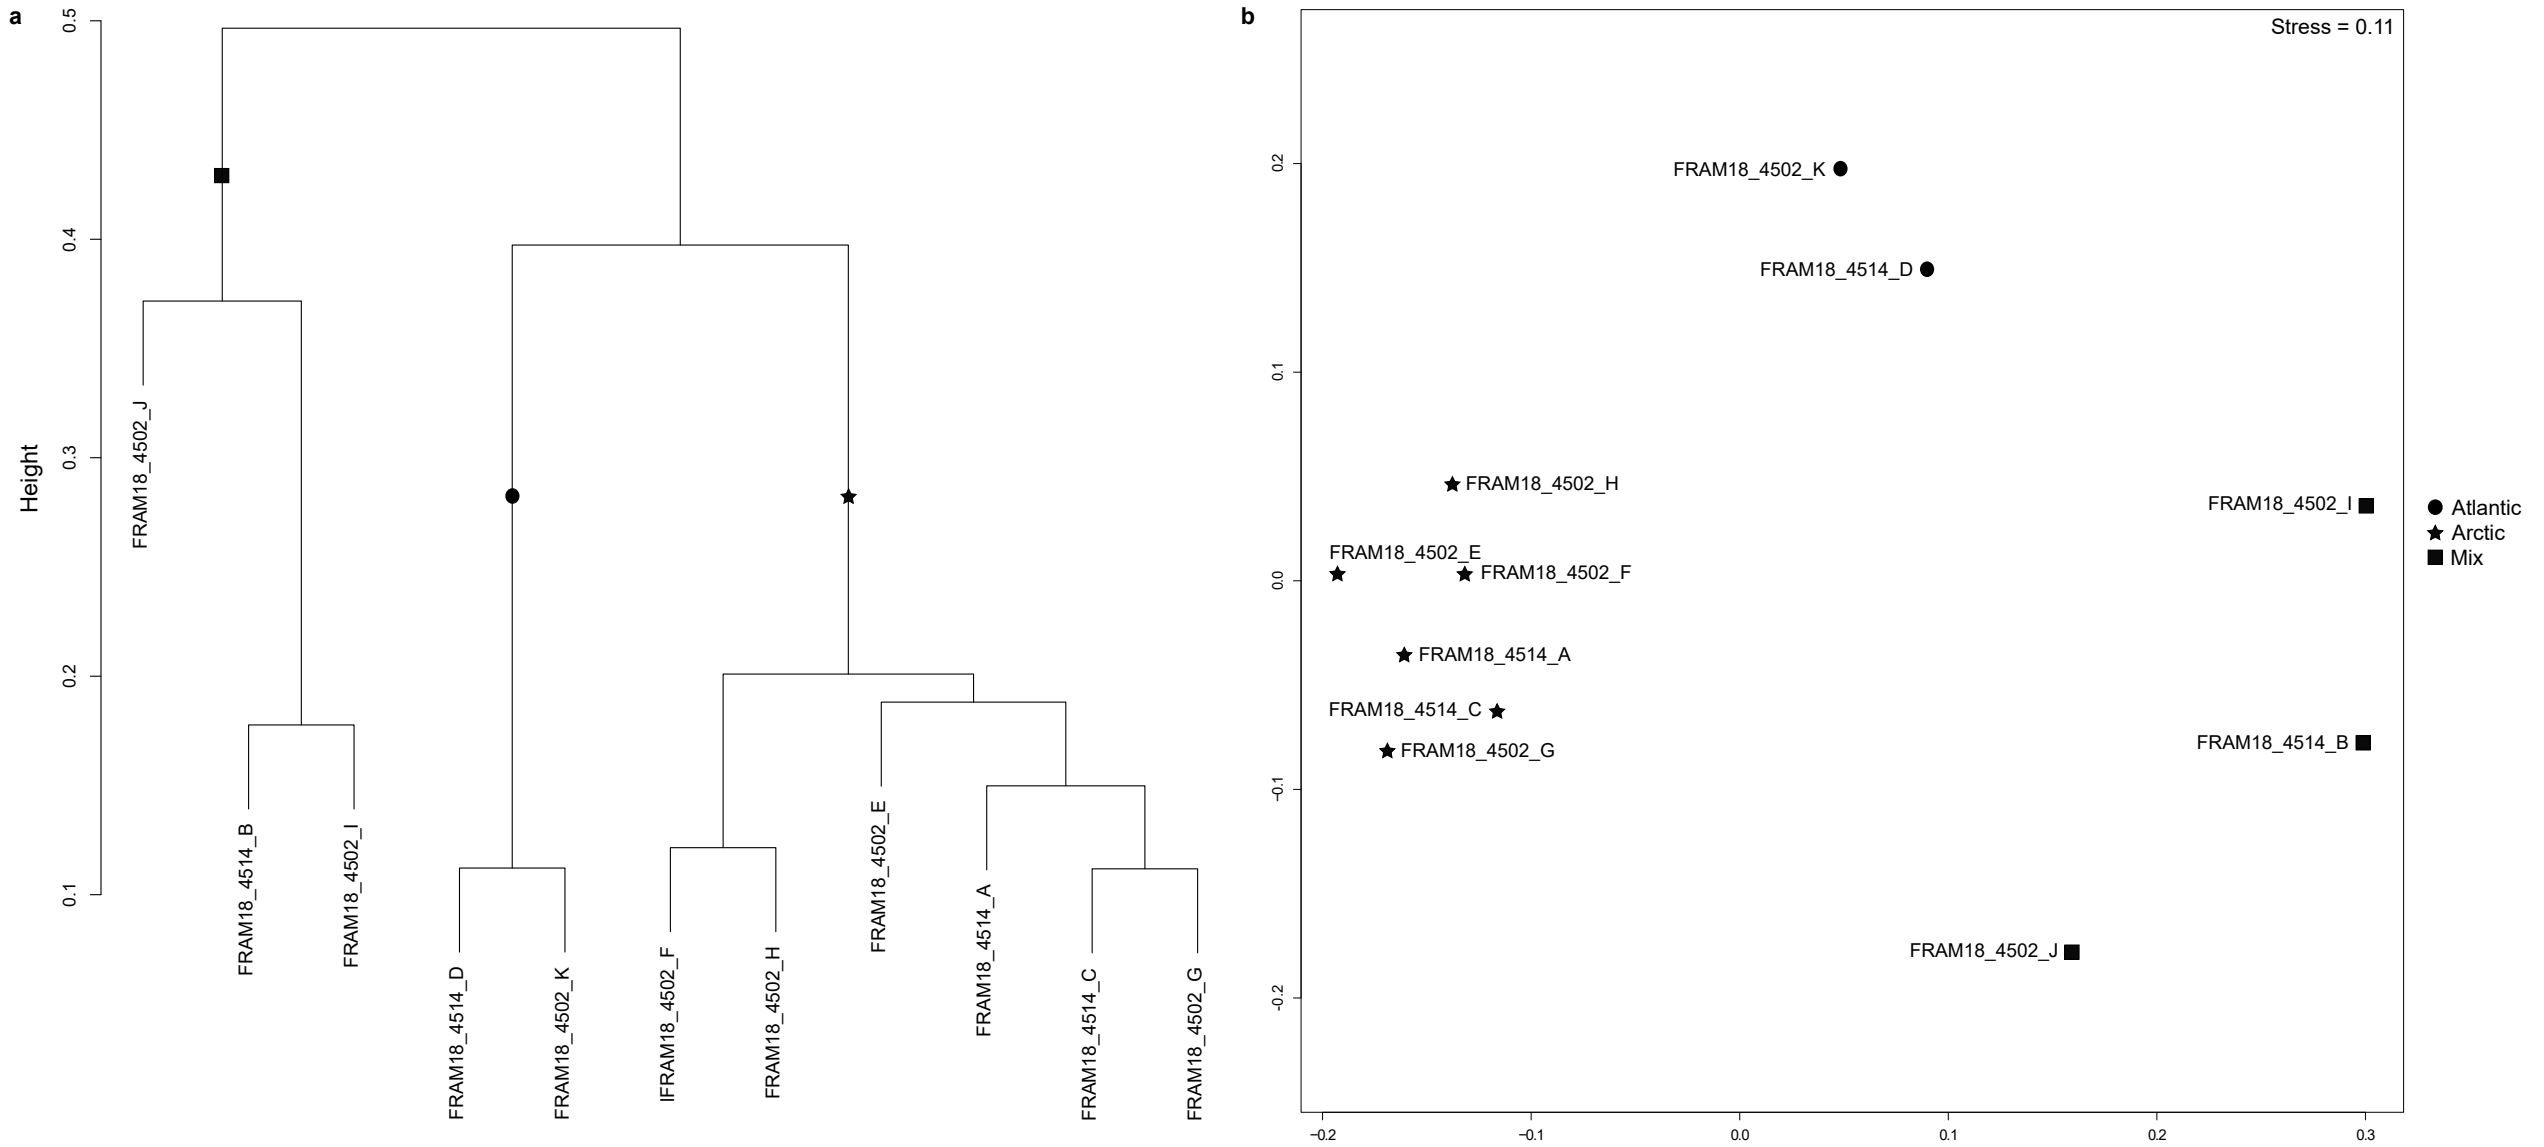 a
Height
0.5
0.4
0.3
0.2
0.1
FRAM18_4502_J
FRAM18_4514_B
FRAM18_4502_I
FRAM18_4514_D
FRAM18_4502_K
IFRAM18_4502_F
FRAM18_4502_H
FRAM18_4502_E
FRAM18_4514_A
FRAM18_4514_C
FRAM18_4502_G
b
Stress = 0.11
0.2
0.1
0.0
−0.1
−0.2
FRAM18_4502_K
FRAM18_4514_D
FRAM18_4502_H
FRAM18_4502_I
FRAM18_4502_E
FRAM18_4502_F
FRAM18_4514_A
FRAM18_4514_C
FRAM18_4514_B
FRAM18_4502_G
FRAM18_4502_J
−0.2 −0.1 0.0 0.1 0.2 0.3
Atlantic
Arctic
Mix